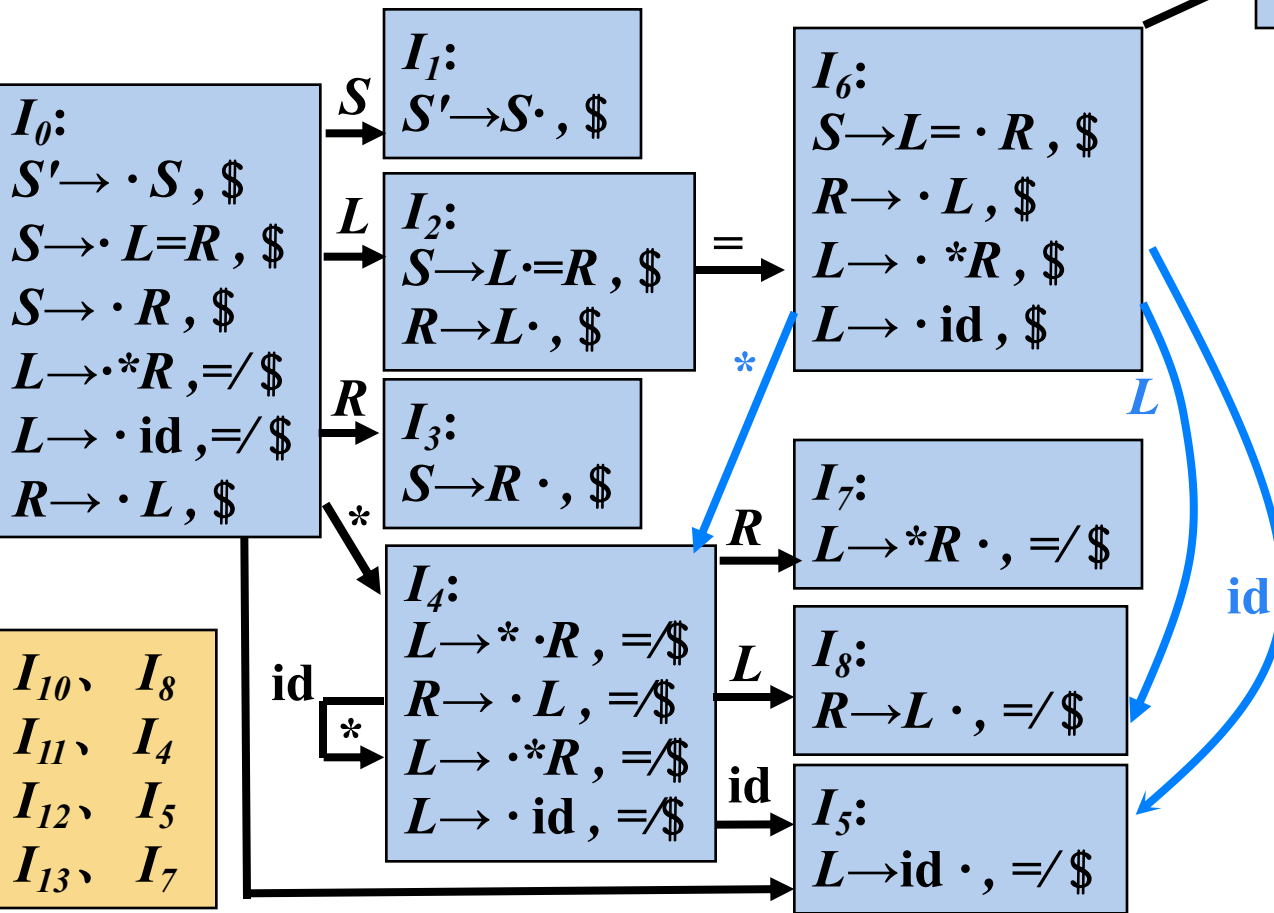 I₀:
S'→ · S , $
S→· L=R , $
S→ · R , $
L→·*R ,=/ $
L→ · id ,=/ $
R→ · L , $
S
I₁:
S'→S· , $
L
I₂:
S→L·=R , $
R→L· , $
=
R
I₃:
S→R · , $
*
I₆:
S→L= · R , $
R→ · L , $
L→ · *R , $
L→ · id , $
*
L
id
I₄:
L→* ·R , =/$
R→ · L , =/$
L→ ·*R , =/$
L→ · id , =/$
id
*
R
I₇:
L→*R · , =/ $
L
I₈:
R→L · , =/ $
id
I₅:
L→id · , =/ $
I₁₀、 I₈
I₁₁、 I₄
I₁₂、 I₅
I₁₃、 I₇